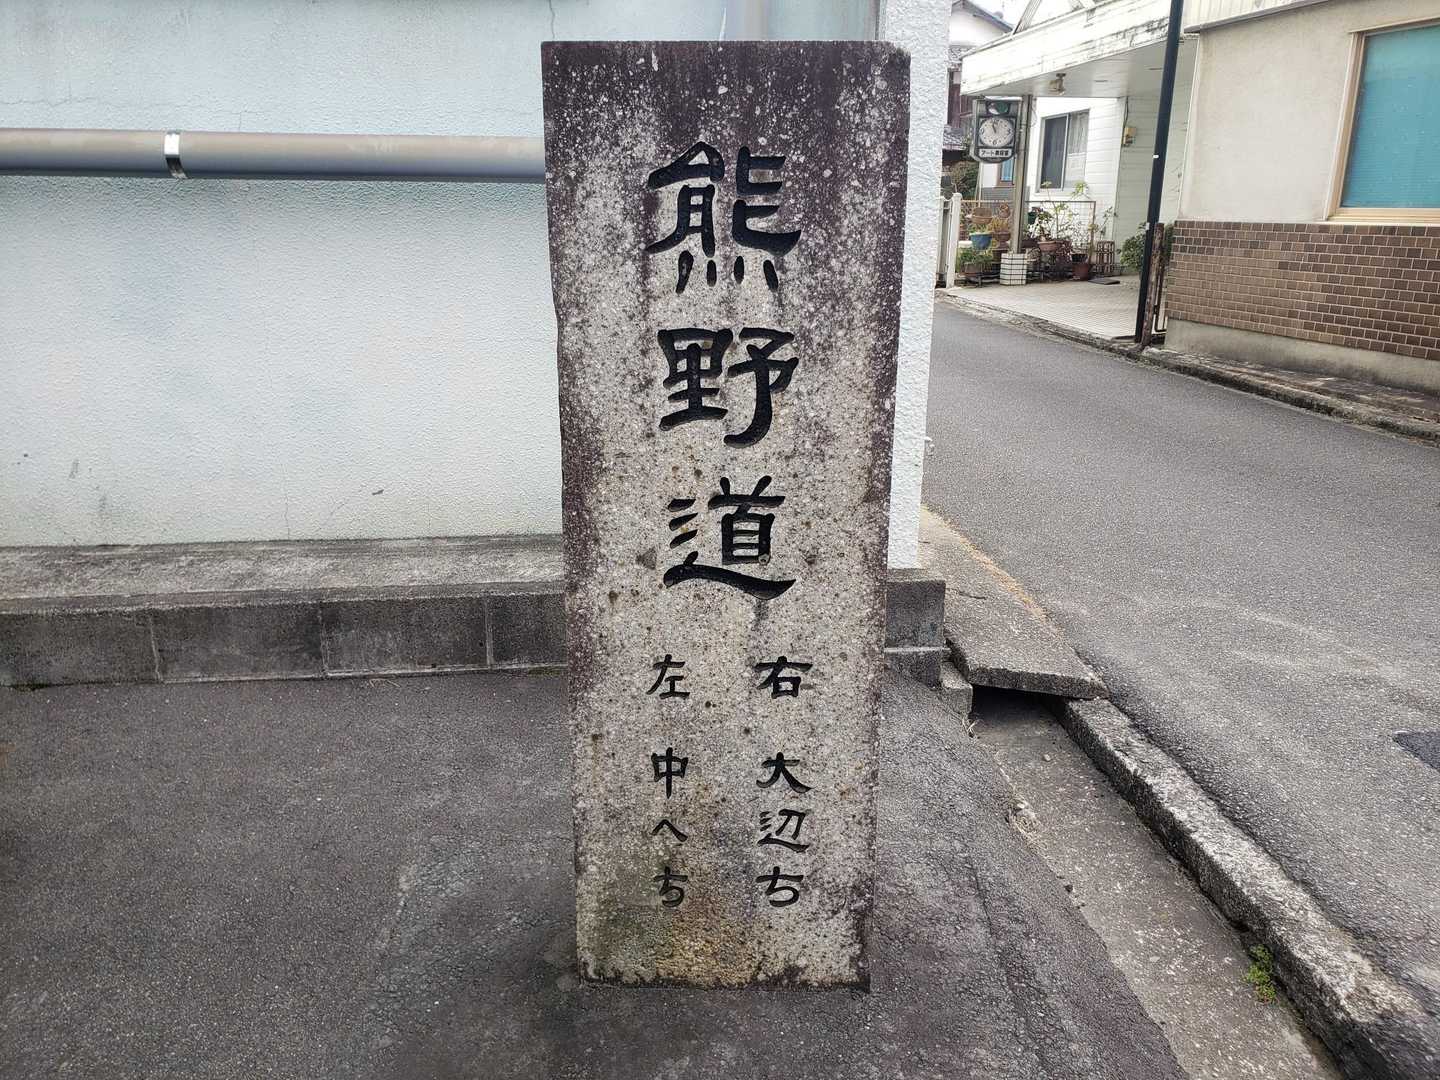 熊野道
右 大辺ち
左 中へち